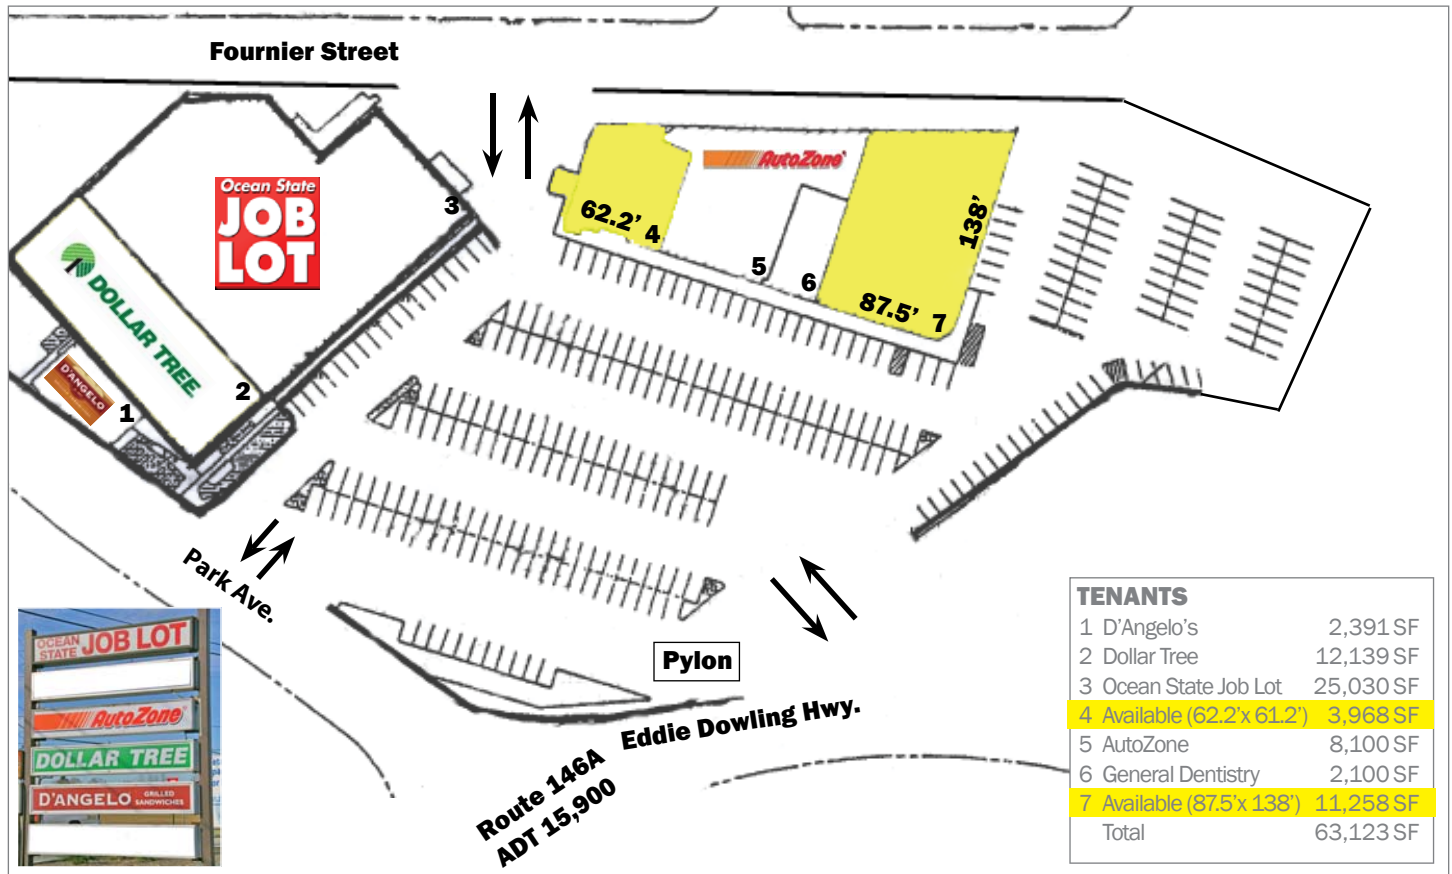 Fournier Street
Ocean State
JOB
LOT
3
DOLLAR TREE
2
D'ANGELO
1
AutoZone
62.2’ 4
5
6
87.5’ 7
138’
Park Ave.
Pylon
Eddie Dowling Hwy.
Route 146A
ADT 15,900
OCEAN STATE JOB LOT
AutoZone
DOLLAR TREE
D'ANGELO GRILLED SANDWICHES
TENANTS
1 D’Angelo’s 2,391 SF
2 Dollar Tree 12,139 SF
3 Ocean State Job Lot 25,030 SF
4 Available (62.2’x 61.2’) 3,968 SF
5 AutoZone 8,100 SF
6 General Dentistry 2,100 SF
7 Available (87.5’x 138’) 11,258 SF
Total 63,123 SF